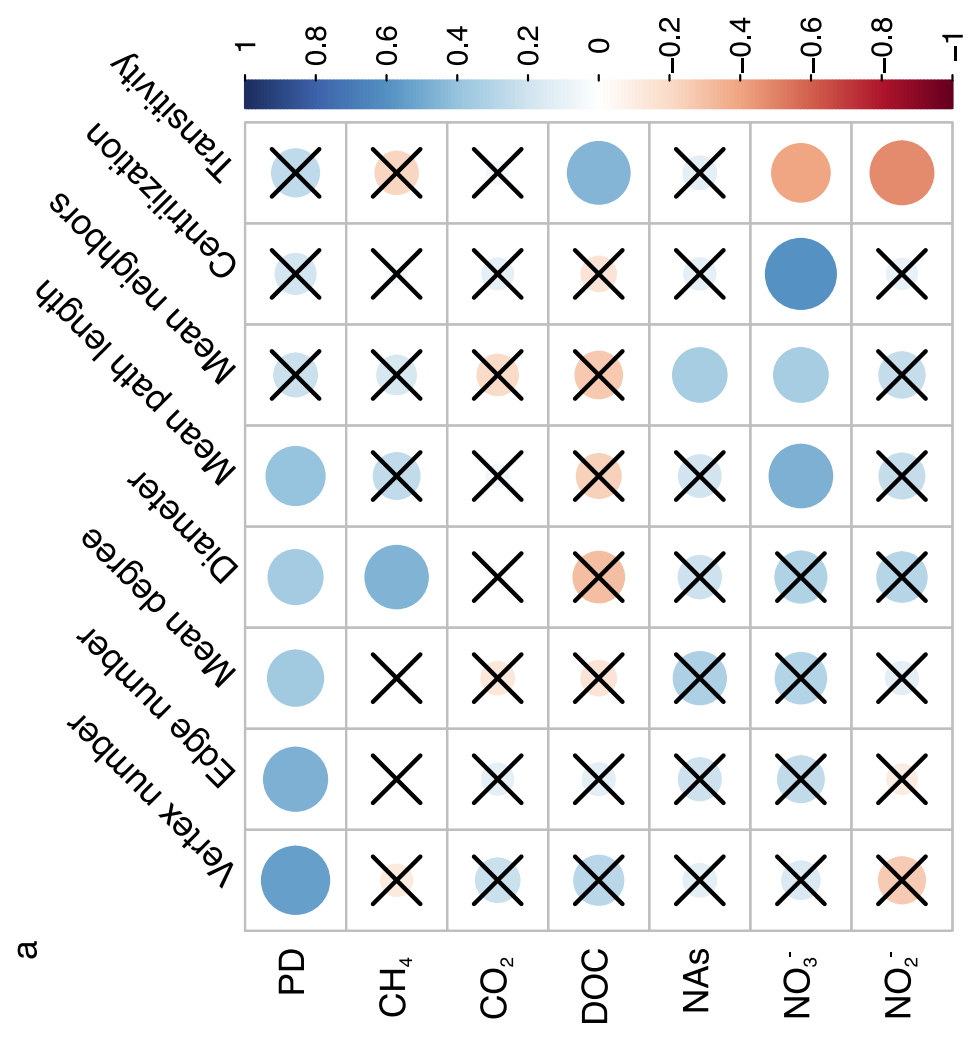 a
Vertex number
Edge number
Mean degree
Diameter
Mean path length
Mean neighbors
Centrilization
Transitivity
PD
CH₄
CO₂
DOC
NAs
NO₃⁻
NO₂⁻
1
0.8
0.6
0.4
0.2
0
−0.2
−0.4
−0.6
−0.8
−1